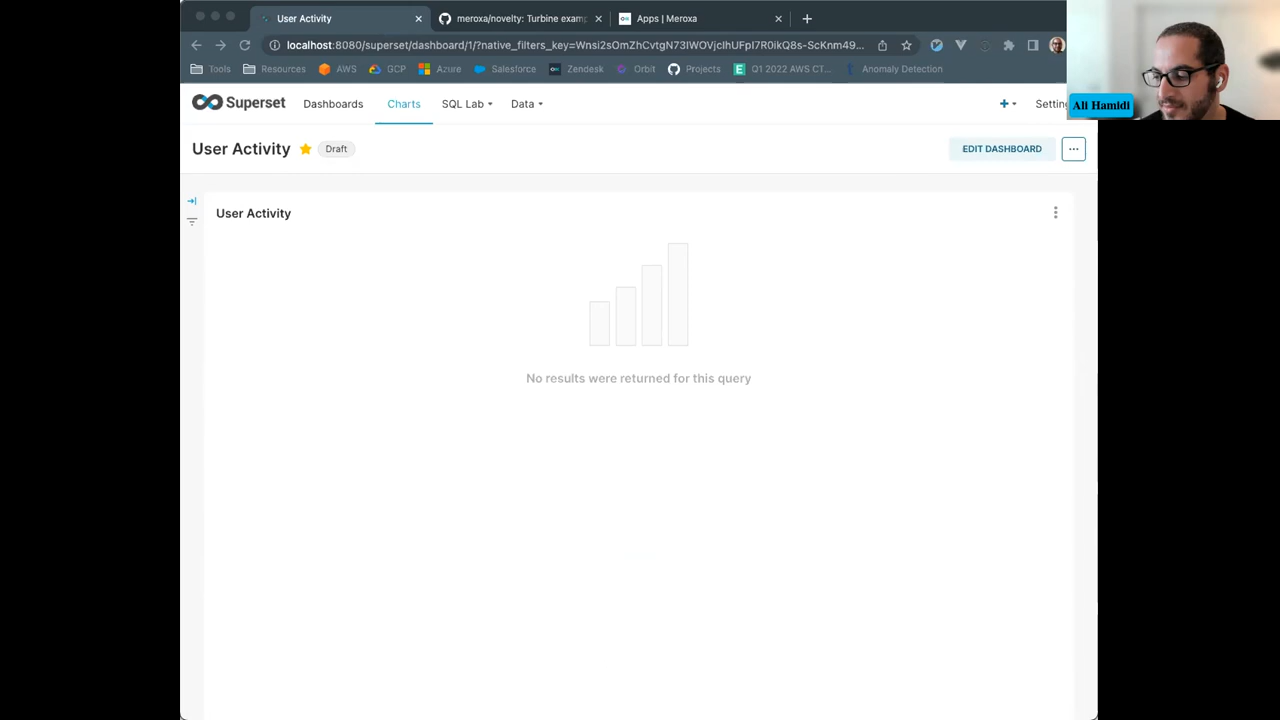 User Activity
meroxa/novelty: Turbine examp
Apps | Meroxa
localhost:8080/superset/dashboard/1/?native_filters_key=Wnsi2sOmZhCvtgN73IWOVjcIhUFpI7R0ikQ8s-ScKnm49...
Tools
Resources
AWS
GCP
Azure
Salesforce
Zendesk
Orbit
Projects
Q1 2022 AWS CT...
Anomaly Detection
Ali Hamidi
Superset
Dashboards
Charts
SQL Lab
Data
Setting
User Activity
Draft
EDIT DASHBOARD
User Activity
No results were returned for this query